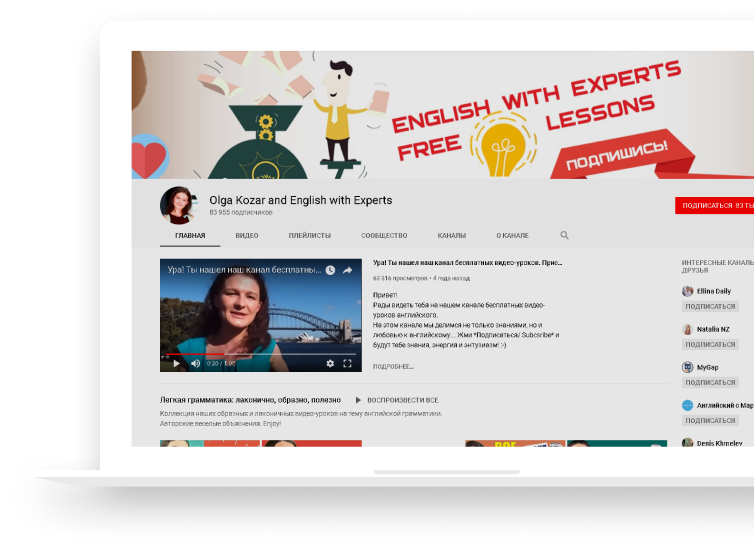 ENGLISH WITH EXPERTS
FREE LESSONS
ПОДПИШИСЬ!
Olga Kozar and English with Experts
83 955 подписчиков
ПОДПИСАТЬСЯ 83 ТЫ
ГЛАВНАЯ ВИДЕО ПЛЕЙЛИСТЫ СООБЩЕСТВО КАНАЛЫ О КАНАЛЕ
Ура! Ты нашел наш канал бесплатны...
0:20 / 1:00
Ура! Ты нашел наш канал бесплатных видео-уроков. Прис...
просмотров • 4 года назад
Привет!
Рады видеть тебя на нашем канале бесплатных видео-
уроков английского.
На этом канале мы делимся не только знаниями, но и
любовью к английскому... Жми *Подписаться/ Subcsribe* и
будут тебе знания, энергия и энтузиазм! :-)
ПОДРОБНЕЕ...
Легкая грамматика: лаконично, образно, полезно ВОСПРОИЗВЕСТИ ВСЕ
Коллекция наших образных и лаконичных видео-уроков на тему английской грамматики.
Авторские веселые объяснения. Enjoy!
ИНТЕРЕСНЫЕ КАНАЛЫ
ДРУЗЬЯ
Ellina Daily
ПОДПИСАТЬСЯ
Natalia NZ
ПОДПИСАТЬСЯ
MyGap
ПОДПИСАТЬСЯ
Английский с Мар
ПОДПИСАТЬСЯ
Denis Khmelev